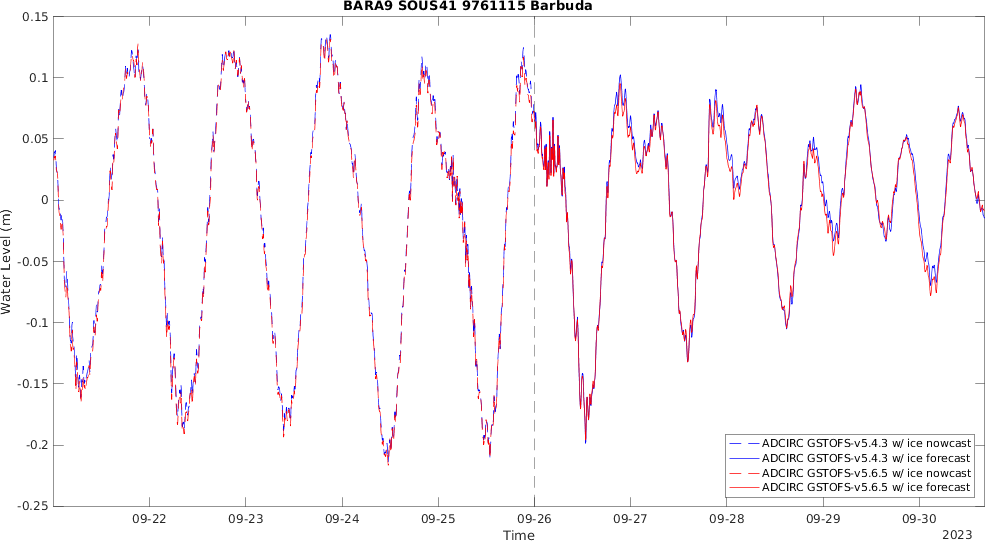 BARA9 SOUS41 9761115 Barbuda
0.15
0.1
0.05
0
-0.05
-0.1
-0.15
-0.2
-0.25
Water Level (m)
ADCIRC GSTOFS-v5.4.3 w/ ice nowcast
ADCIRC GSTOFS-v5.4.3 w/ ice forecast
ADCIRC GSTOFS-v5.6.5 w/ ice nowcast
ADCIRC GSTOFS-v5.6.5 w/ ice forecast
09-22 09-23 09-24 09-25 09-26 09-27 09-28 09-29 09-30
Time
2023